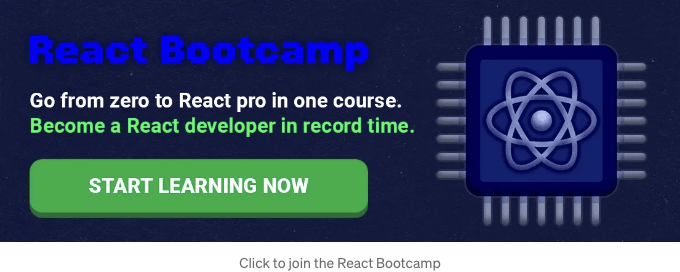 React Bootcamp
Go from zero to React pro in one course.
Become a React developer in record time.
START LEARNING NOW
Click to join the React Bootcamp